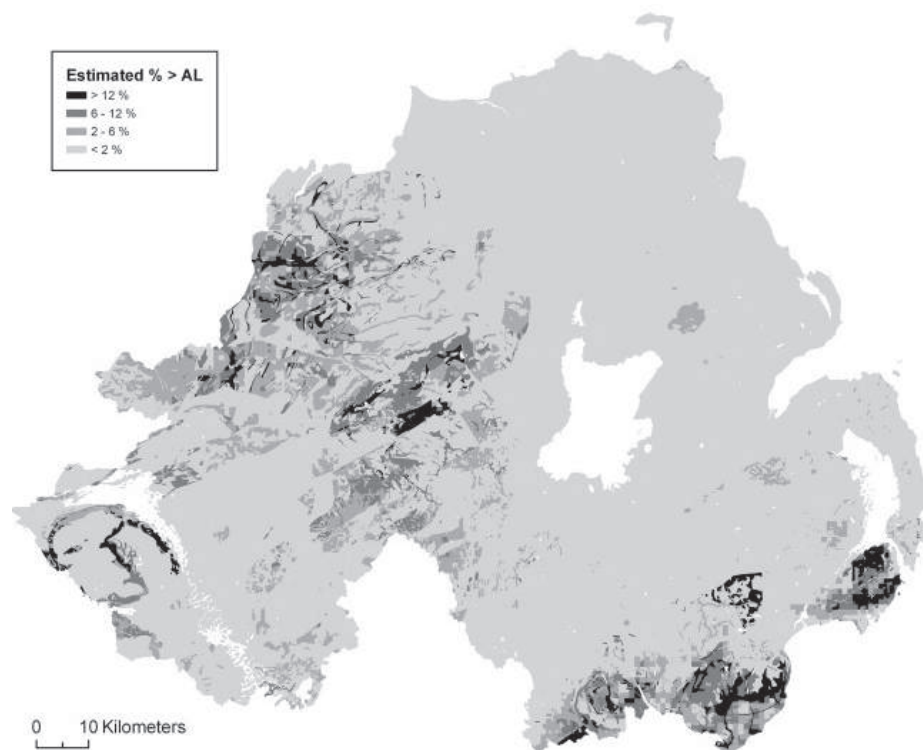 Estimated % > AL
> 12 %
6 - 12 %
2 - 6 %
< 2 %
0 10 Kilometers